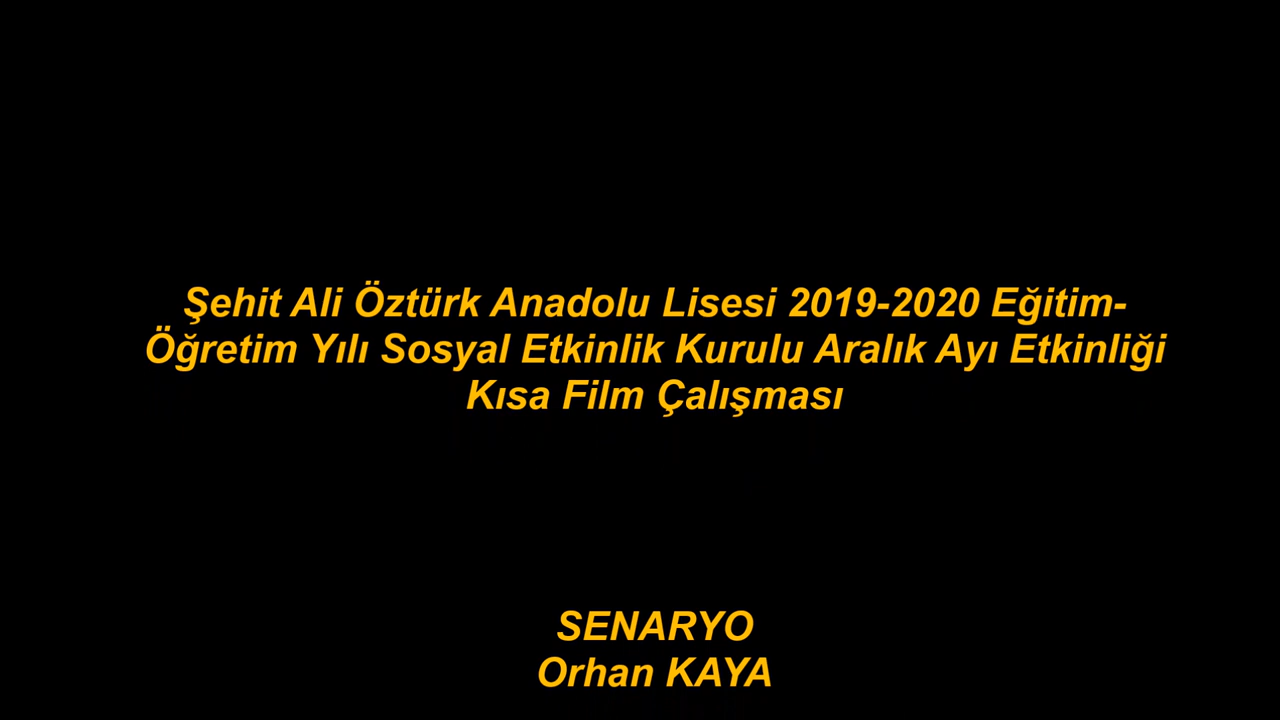 Şehit Ali Öztürk Anadolu Lisesi 2019-2020 Eğitim-
Öğretim Yılı Sosyal Etkinlik Kurulu Aralık Ayı Etkinliği
Kısa Film Çalışması
SENARYO
Orhan KAYA